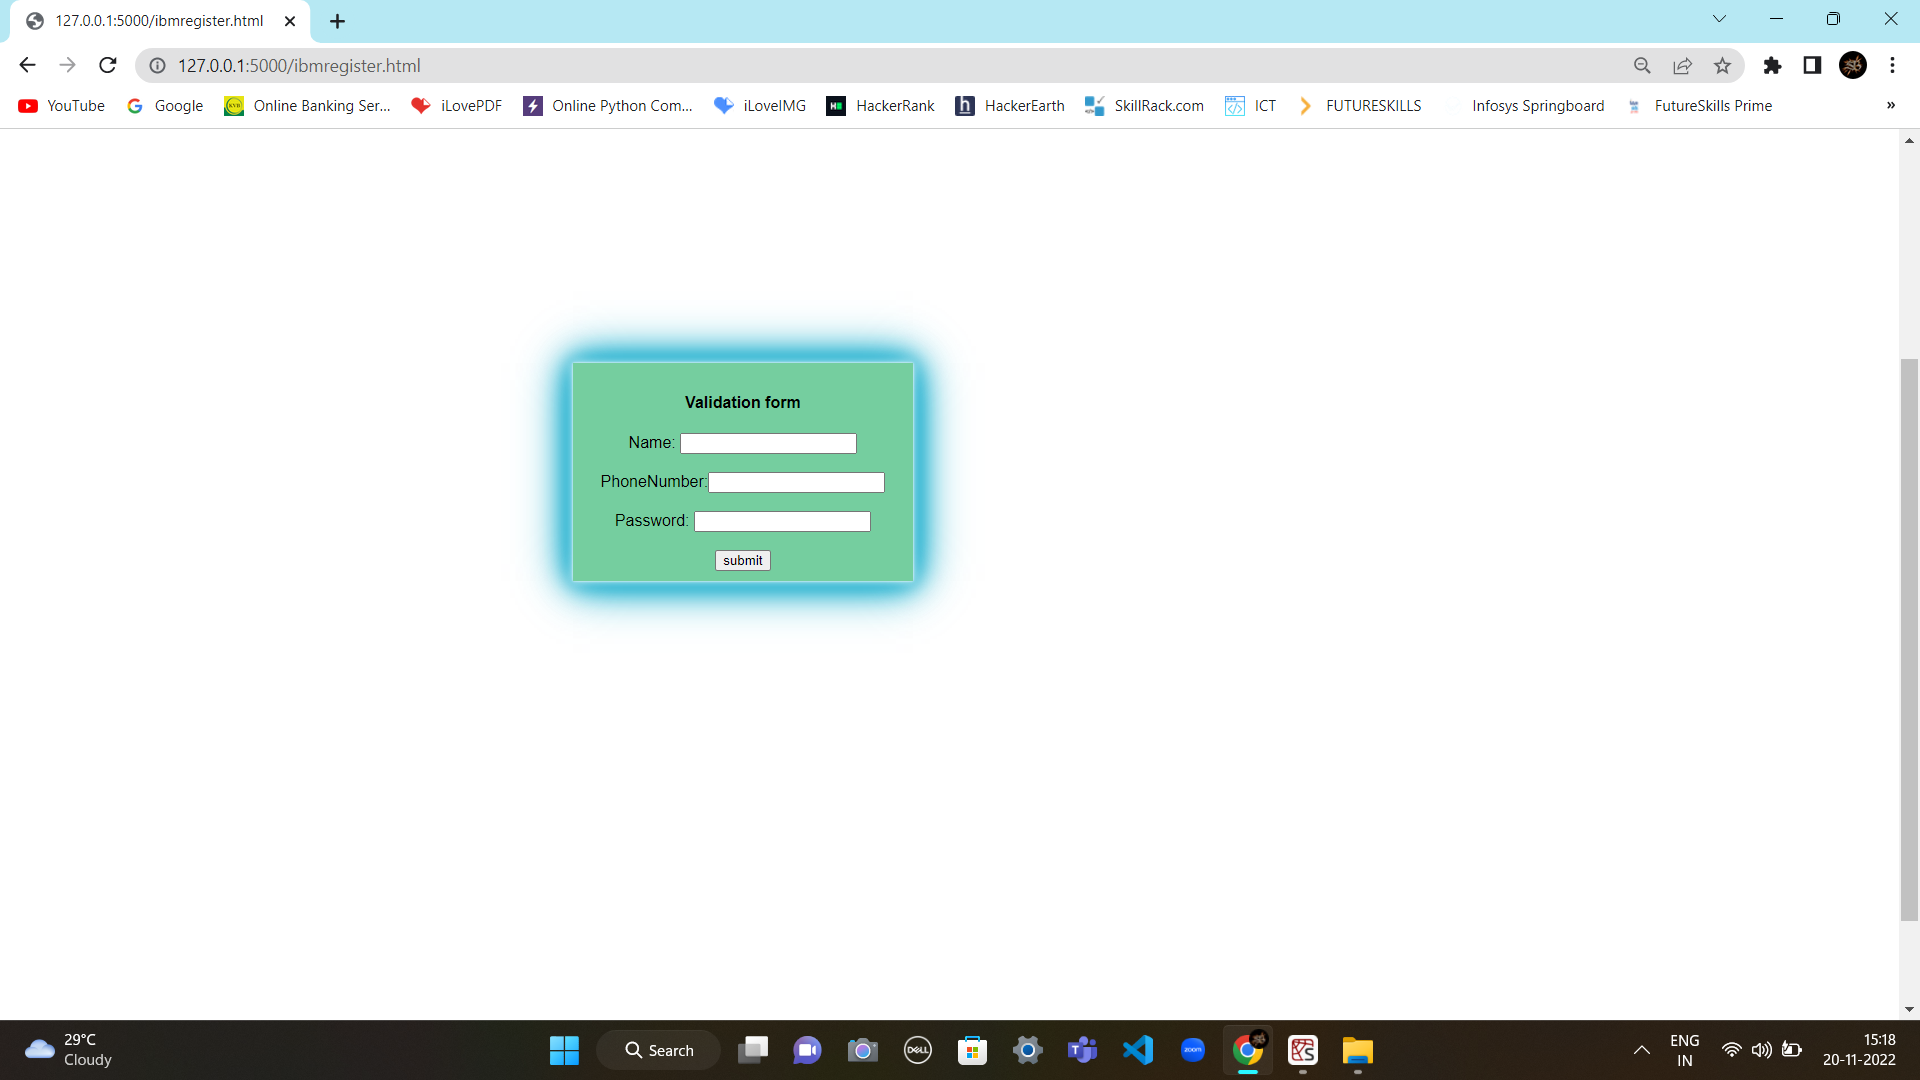 127.0.0.1:5000/ibmregister.html
127.0.0.1:5000/ibmregister.html
YouTube Google Online Banking Ser... iLovePDF Online Python Com... iLoveIMG HackerRank HackerEarth SkillRack.com ICT FUTURESKILLS Infosys Springboard FutureSkills Prime »
Validation form
Name:
PhoneNumber:
Password:
submit
29°C
Cloudy
Search
DELL
zoom
ENG
IN
15:18
20-11-2022